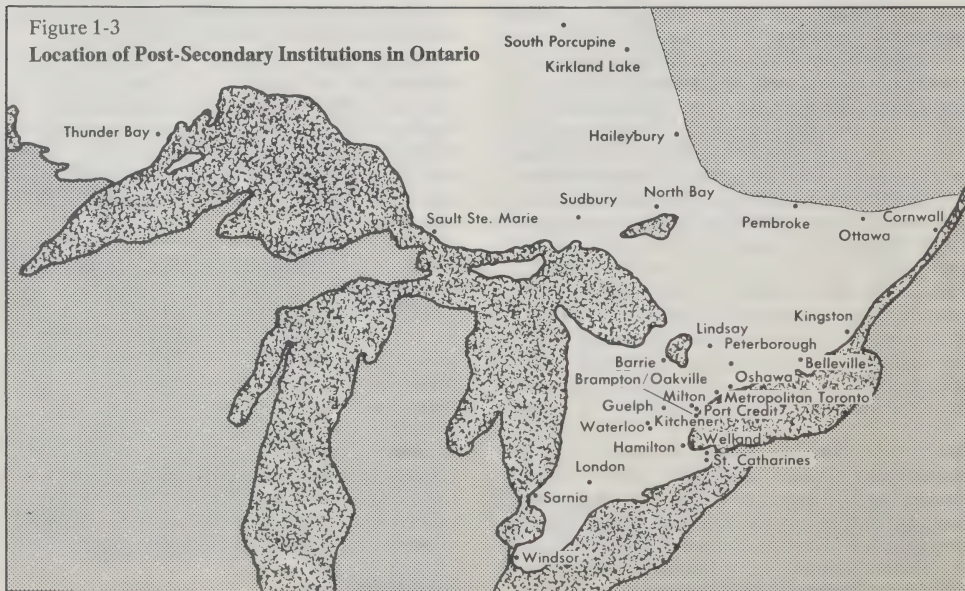 Figure 1-3
Location of Post-Secondary Institutions in Ontario
South Porcupine
Kirkland Lake
Thunder Bay
Haileybury
Sudbury
North Bay
Sault Ste. Marie
Pembroke
Cornwall
Ottawa
Kingston
Lindsay
Peterborough
Barrie
Belleville
Brampton/Oakville
Oshawa
Milton
Metropolitan Toronto
Guelph
Port Credit
Waterloo
Kitchener
Hamilton
Welland
St. Catharines
London
Sarnia
Windsor